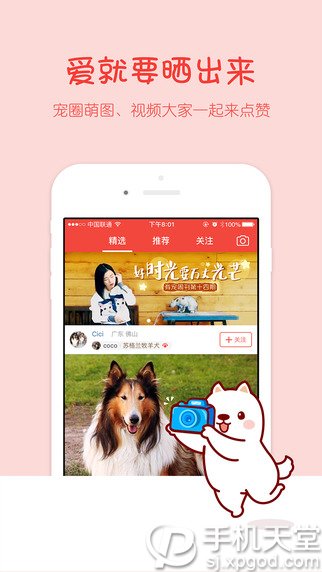 爱就要晒出来
宠圈萌图、视频大家一起来点赞
中国联通
下午8:01
100%
精选
推荐
关注
好时光要万丈光芒
有宠周刊第十四期
Cici 广东 佛山
coco 苏格兰牧羊犬
+关注
手机天堂
sj.xpgod.com